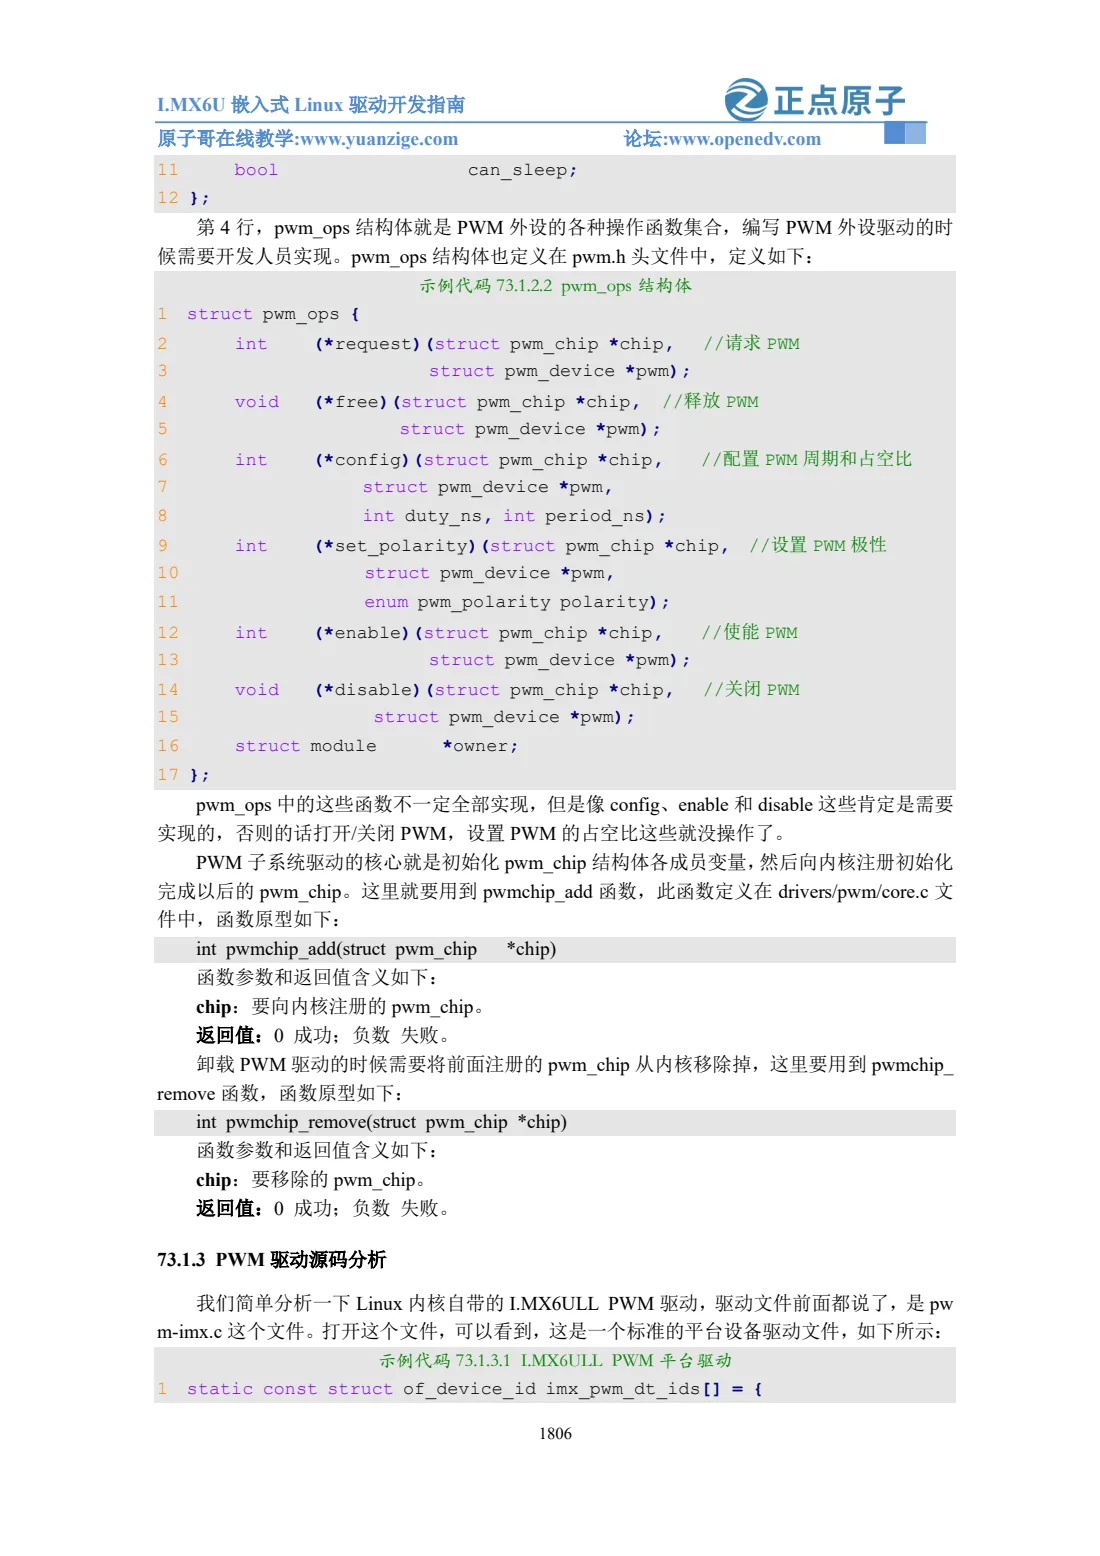 I.MX6U 嵌入式 Linux 驱动开发指南
正点原子
原子哥在线教学:www.yuanzige.com 论坛:www.openedv.com
11 bool can_sleep;
12 };
第 4 行，pwm_ops 结构体就是 PWM 外设的各种操作函数集合，编写 PWM 外设驱动的时
候需要开发人员实现。pwm_ops 结构体也定义在 pwm.h 头文件中，定义如下：
示例代码 73.1.2.2 pwm_ops 结构体
1 struct pwm_ops {
2 int (*request)(struct pwm_chip *chip, //请求 PWM
3 struct pwm_device *pwm);
4 void (*free)(struct pwm_chip *chip, //释放 PWM
5 struct pwm_device *pwm);
6 int (*config)(struct pwm_chip *chip, //配置 PWM 周期和占空比
7 struct pwm_device *pwm,
8 int duty_ns, int period_ns);
9 int (*set_polarity)(struct pwm_chip *chip, //设置 PWM 极性
10 struct pwm_device *pwm,
11 enum pwm_polarity polarity);
12 int (*enable)(struct pwm_chip *chip, //使能 PWM
13 struct pwm_device *pwm);
14 void (*disable)(struct pwm_chip *chip, //关闭 PWM
15 struct pwm_device *pwm);
16 struct module *owner;
17 };
pwm_ops 中的这些函数不一定全部实现，但是像 config、enable 和 disable 这些肯定是需要
实现的，否则的话打开/关闭 PWM，设置 PWM 的占空比这些就没操作了。
PWM 子系统驱动的核心就是初始化 pwm_chip 结构体各成员变量，然后向内核注册初始化
完成以后的 pwm_chip。这里就要用到 pwmchip_add 函数，此函数定义在 drivers/pwm/core.c 文
件中，函数原型如下：
int pwmchip_add(struct pwm_chip *chip)
函数参数和返回值含义如下：
chip：要向内核注册的 pwm_chip。
返回值：0 成功；负数 失败。
卸载 PWM 驱动的时候需要将前面注册的 pwm_chip 从内核移除掉，这里要用到 pwmchip_
remove 函数，函数原型如下：
int pwmchip_remove(struct pwm_chip *chip)
函数参数和返回值含义如下：
chip：要移除的 pwm_chip。
返回值：0 成功；负数 失败。
73.1.3 PWM 驱动源码分析
我们简单分析一下 Linux 内核自带的 I.MX6ULL PWM 驱动，驱动文件前面都说了，是 pw
m-imx.c 这个文件。打开这个文件，可以看到，这是一个标准的平台设备驱动文件，如下所示：
示例代码 73.1.3.1 I.MX6ULL PWM 平台驱动
1 static const struct of_device_id imx_pwm_dt_ids[] = {
1806